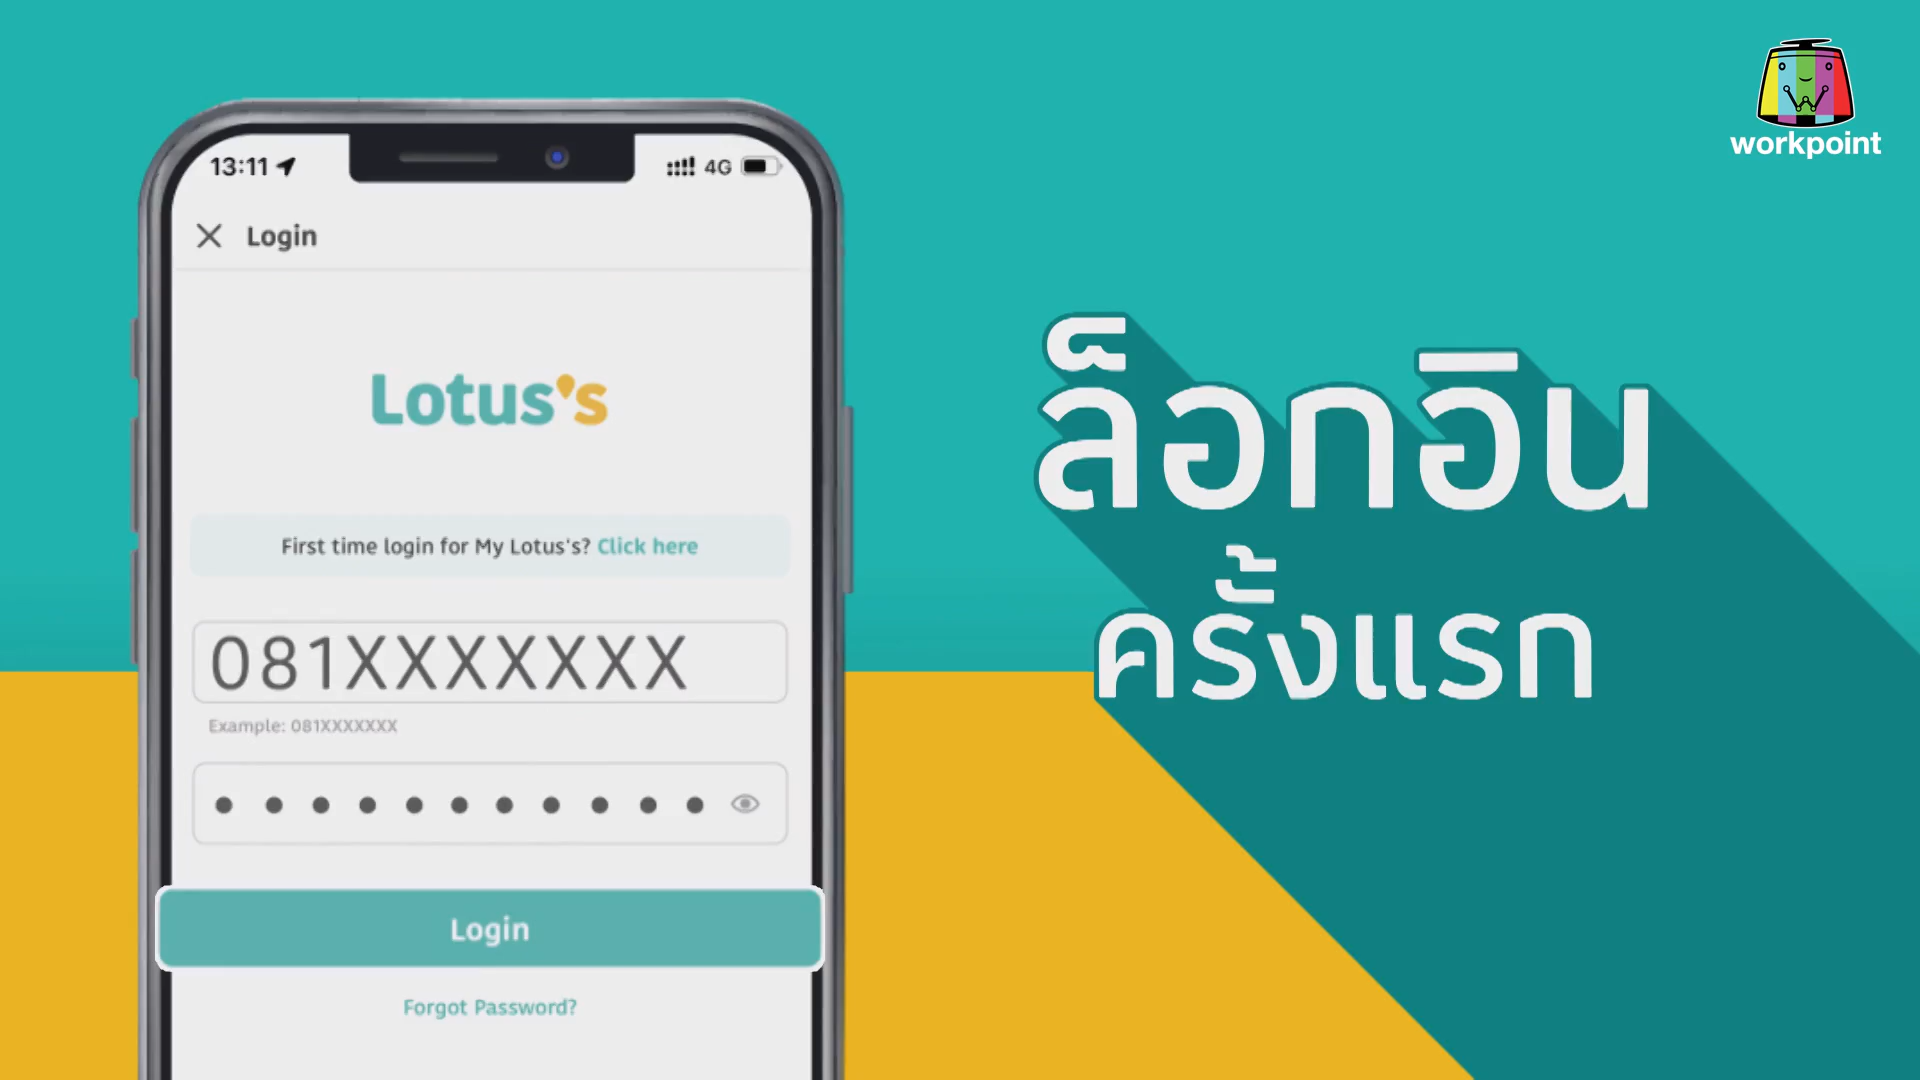 workpoint
13:11
4G
Login
Lotus's
First time login for My Lotus's? Click here
081XXXXXXX
Example: 081XXXXXXX
Login
Forgot Password?
ล็อกอิน
ครั้งแรก